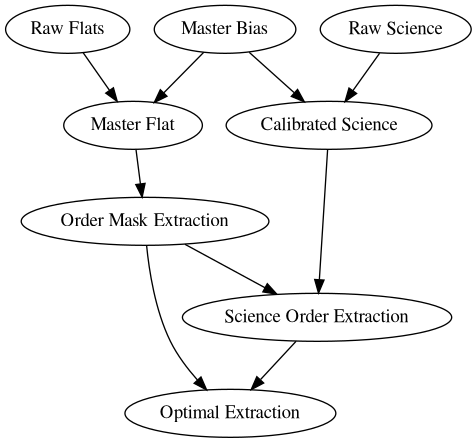 Raw Flats
Master Bias
Raw Science
Master Flat
Calibrated Science
Order Mask Extraction
Science Order Extraction
Optimal Extraction